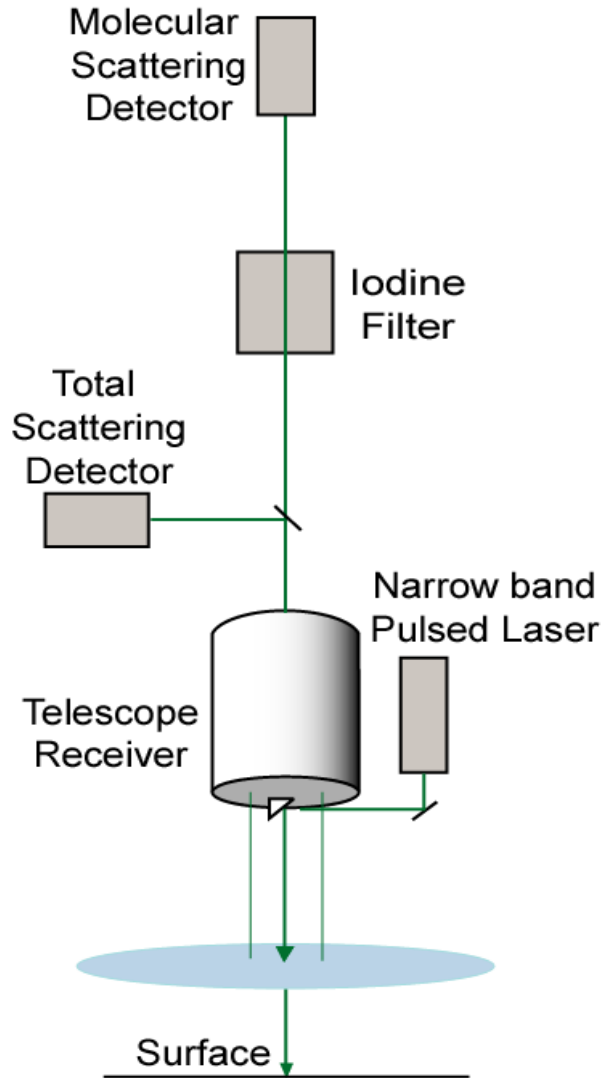 Molecular
Scattering
Detector
Iodine
Filter
Total
Scattering
Detector
Narrow band
Pulsed Laser
Telescope
Receiver
Surface